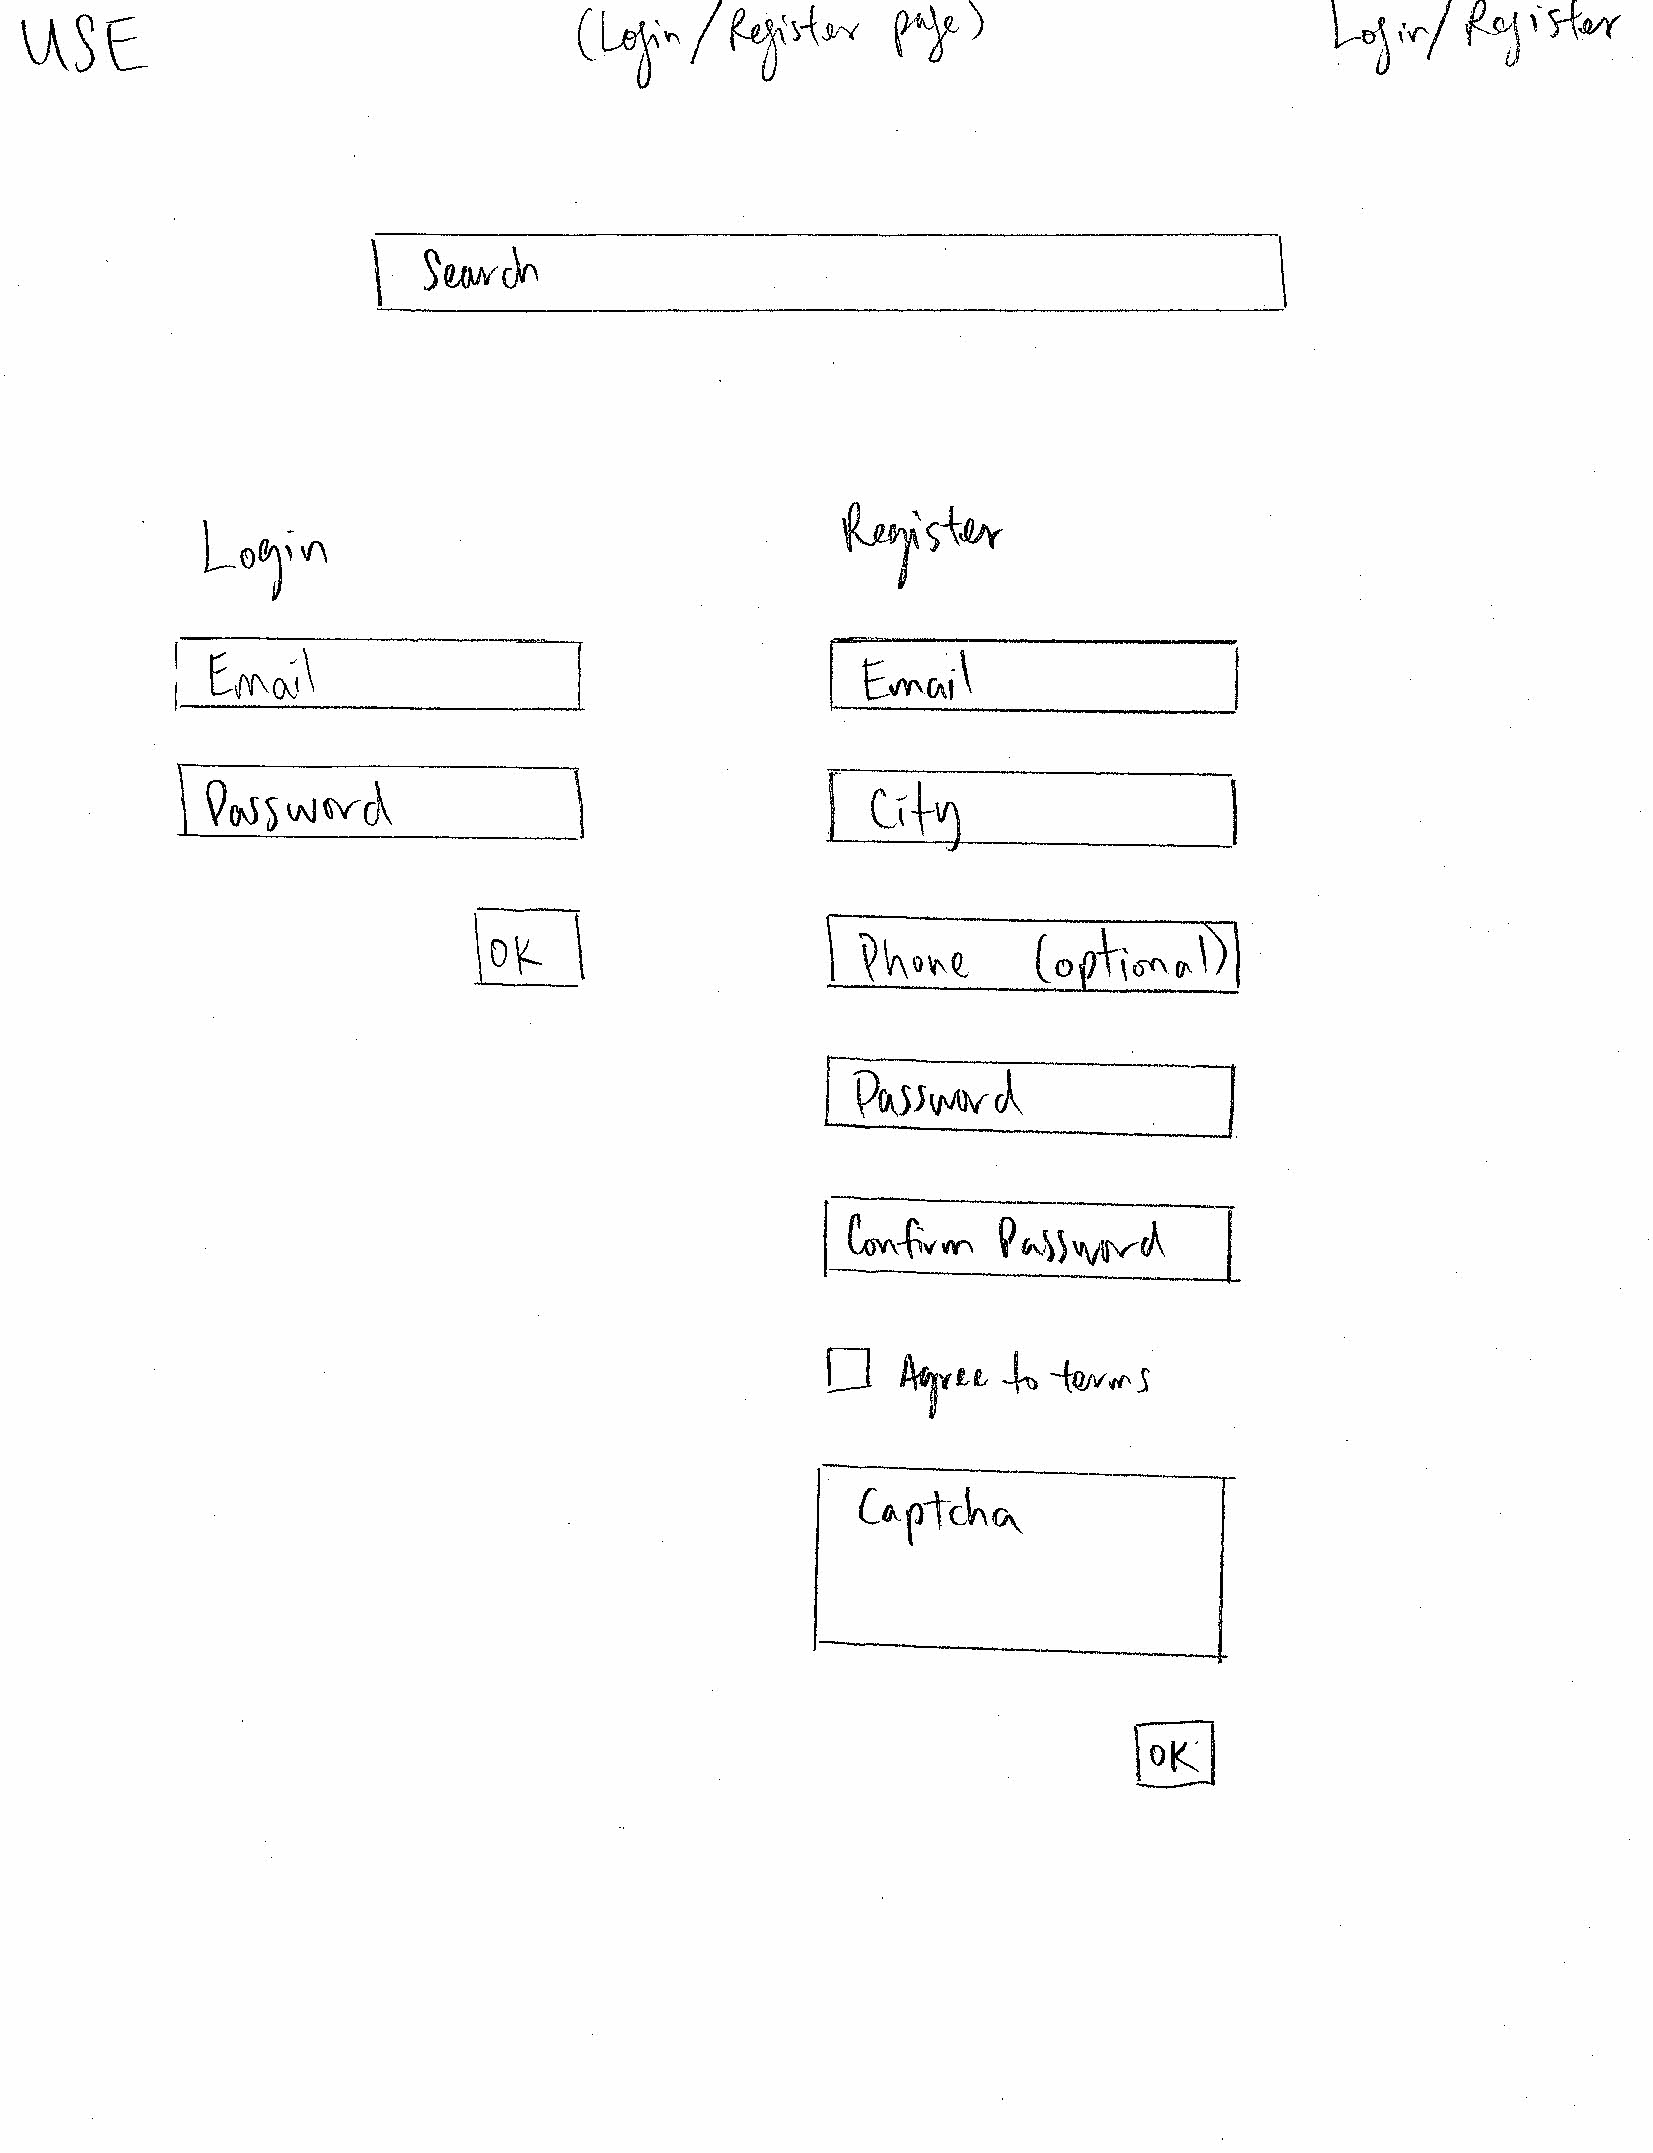 USE (Login/Register page) Login/Register
Search
Login
Email
Password
OK
Register
Email
City
Phone (optional)
Password
Confirm Password
Agree to terms
Captcha
OK